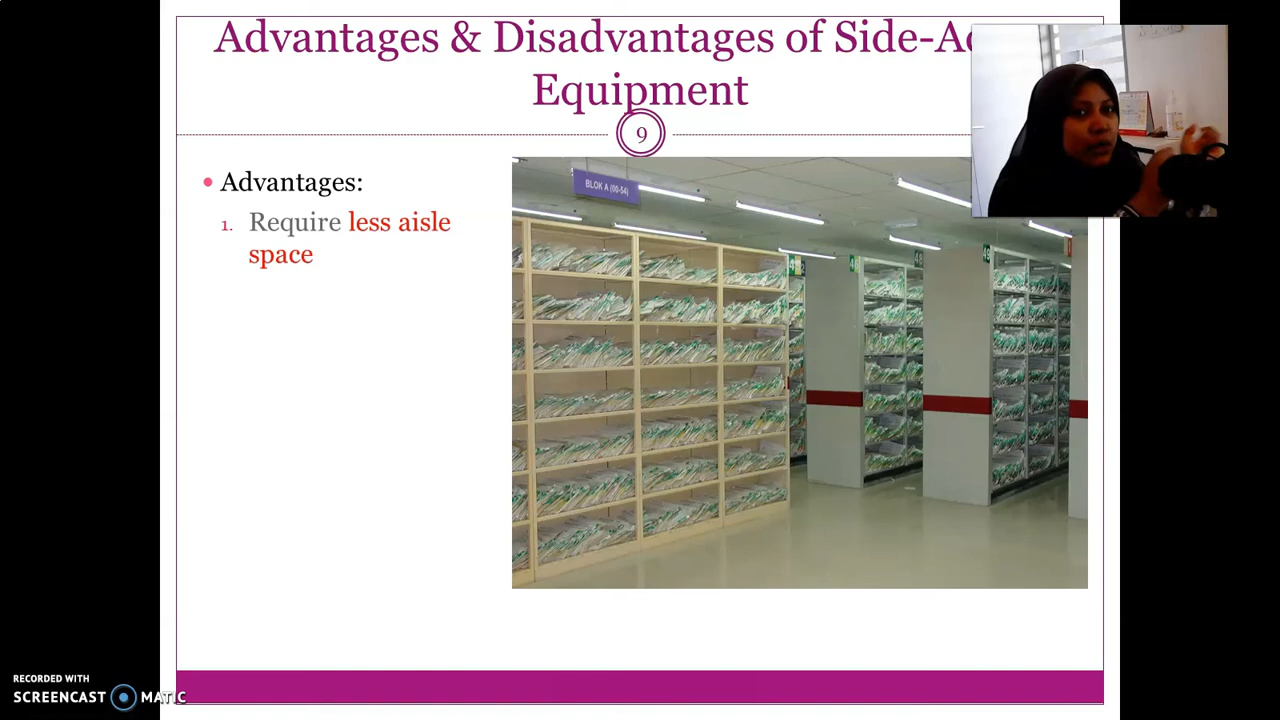 Advantages & Disadvantages of Side-Ac
Equipment
9
Advantages:
1. Require less aisle
space
BLOK A (00-54)
RECORDED WITH
SCREENCAST MATIC